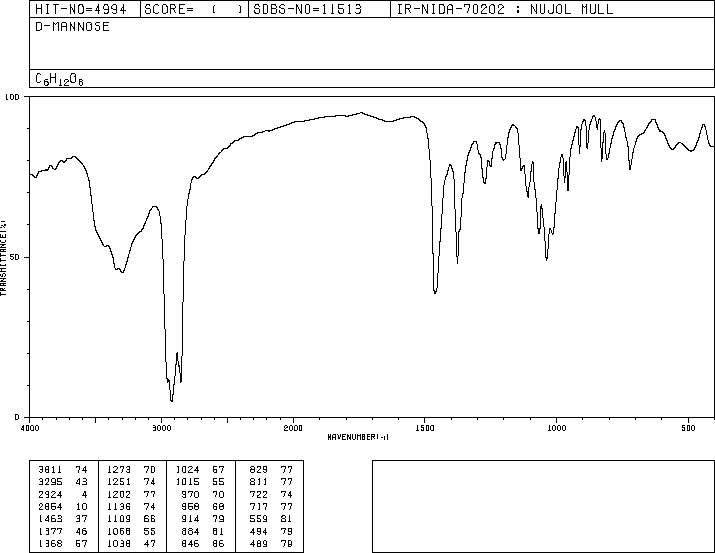 HIT-NO=4994 SCORE= ( ) SDBS-NO=11513 IR-NIDA-70202 : NUJOL MULL
D-MANNOSE
C6H12O6
100
50
0
TRANSMITTANCE(%)
4000 3000 2000 1500 1000 500
WAVENUMBER(-1)
3811 74 1273 70 1024 57 829 77
3295 43 1251 74 1015 55 811 77
2924 4 1202 77 970 70 722 74
2854 10 1136 74 958 68 717 77
1463 37 1109 66 914 79 559 81
1377 46 1068 55 884 81 494 79
1368 57 1038 47 846 86 489 79